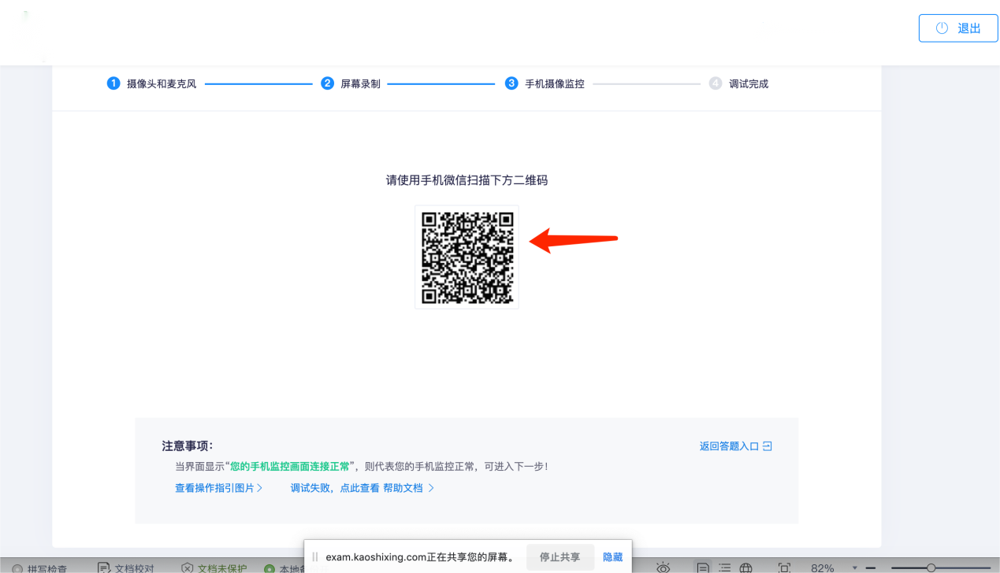 退出
1 摄像头和麦克风 2 屏幕录制 3 手机摄像监控 4 调试完成
请使用手机微信扫描下方二维码
注意事项：
返回答题入口
当界面显示“您的手机监控画面连接正常”，则代表您的手机监控正常，可进入下一步！
查看操作指引图片 调试失败，点此查看 帮助文档
exam.kaoshixing.com正在共享您的屏幕。 停止共享 隐藏
拼写检查 文档校对 文档未保护 本地备 82%